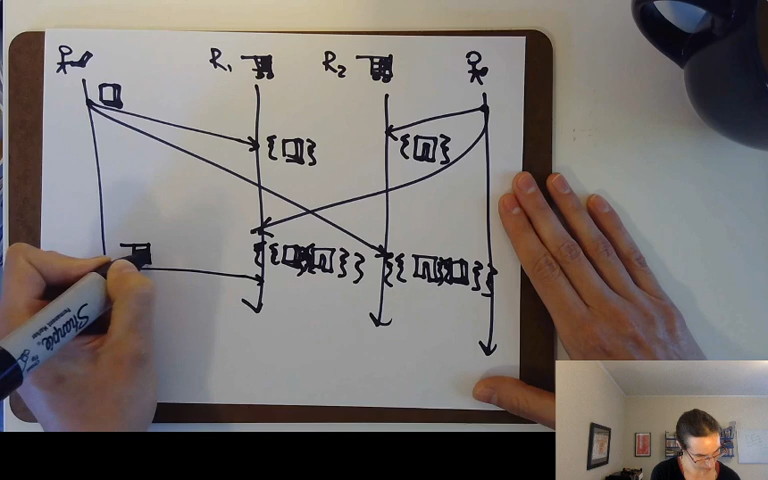 R₁ R₂
{ } { }
{ { } } { { } }
Sharpie